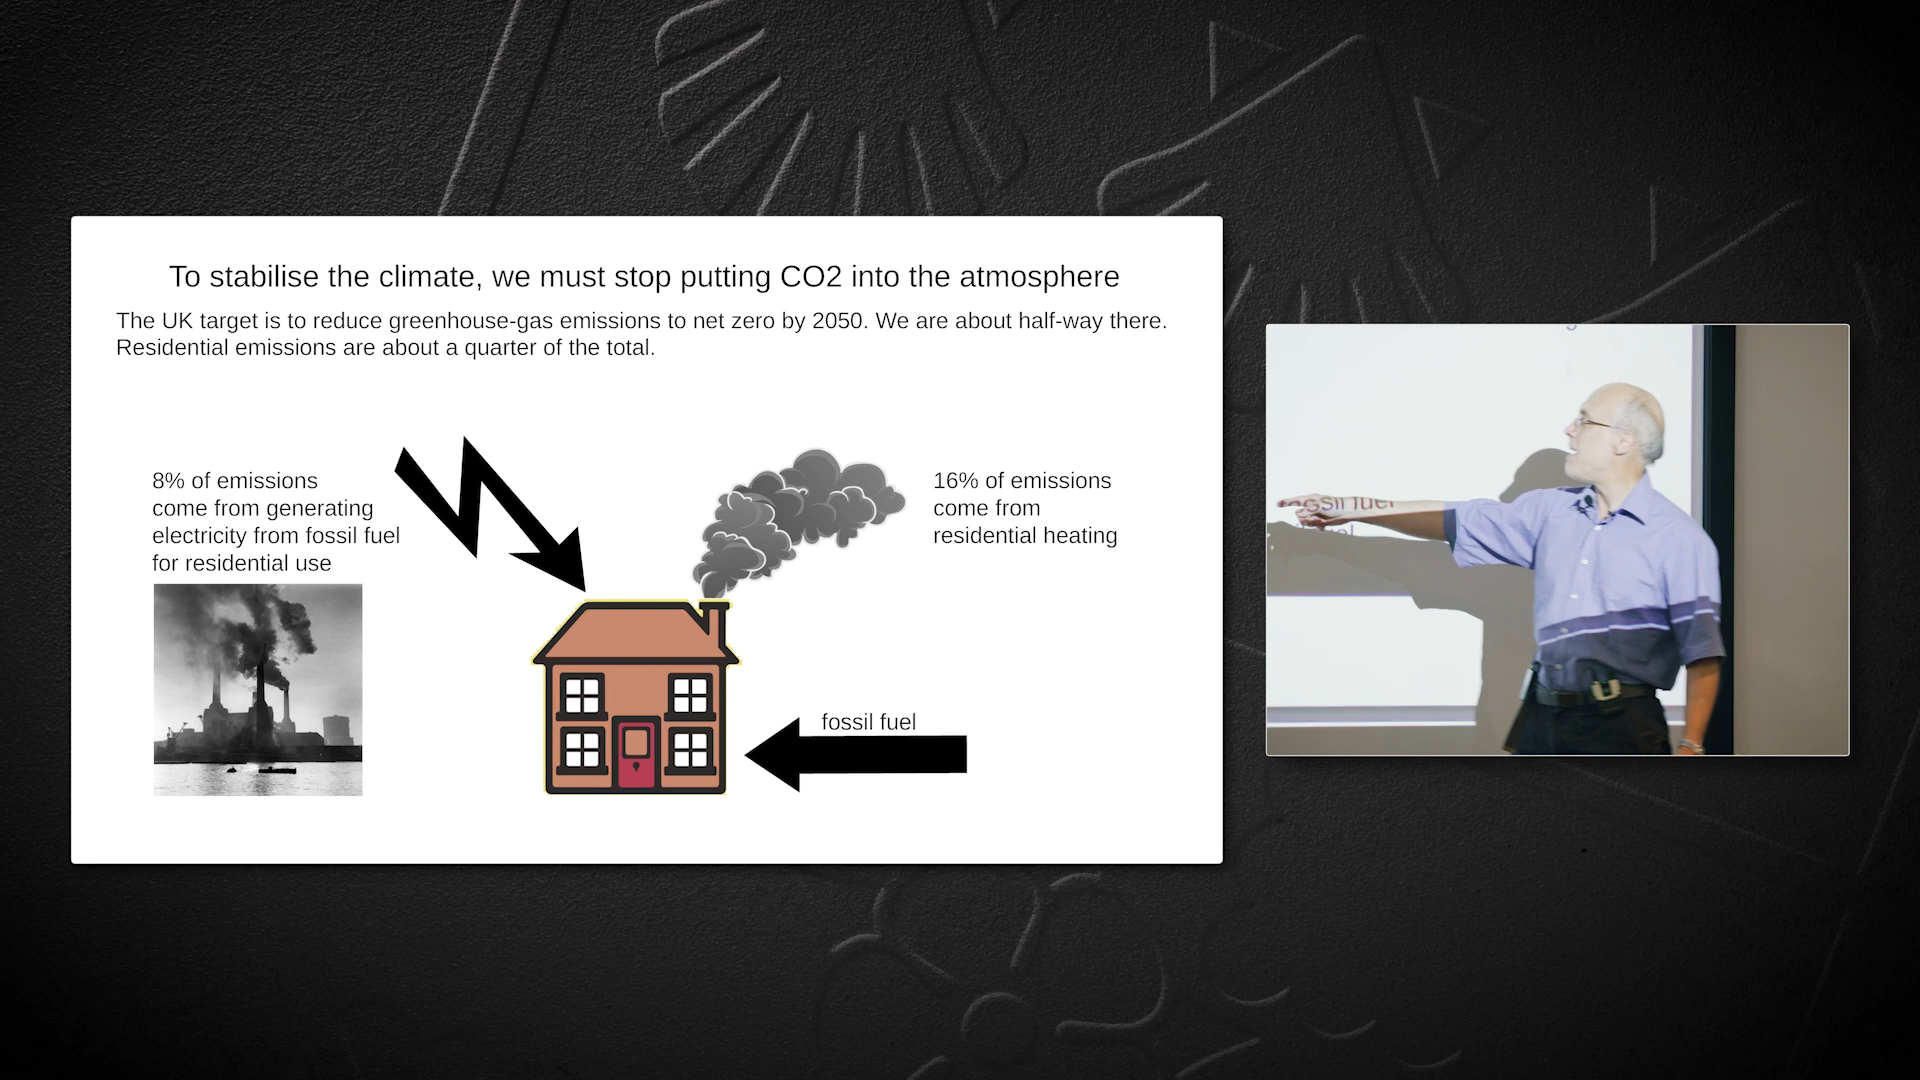 To stabilise the climate, we must stop putting CO2 into the atmosphere
The UK target is to reduce greenhouse-gas emissions to net zero by 2050. We are about half-way there.
Residential emissions are about a quarter of the total.
8% of emissions
come from generating
electricity from fossil fuel
for residential use
16% of emissions
come from
residential heating
fossil fuel
fossil fuel